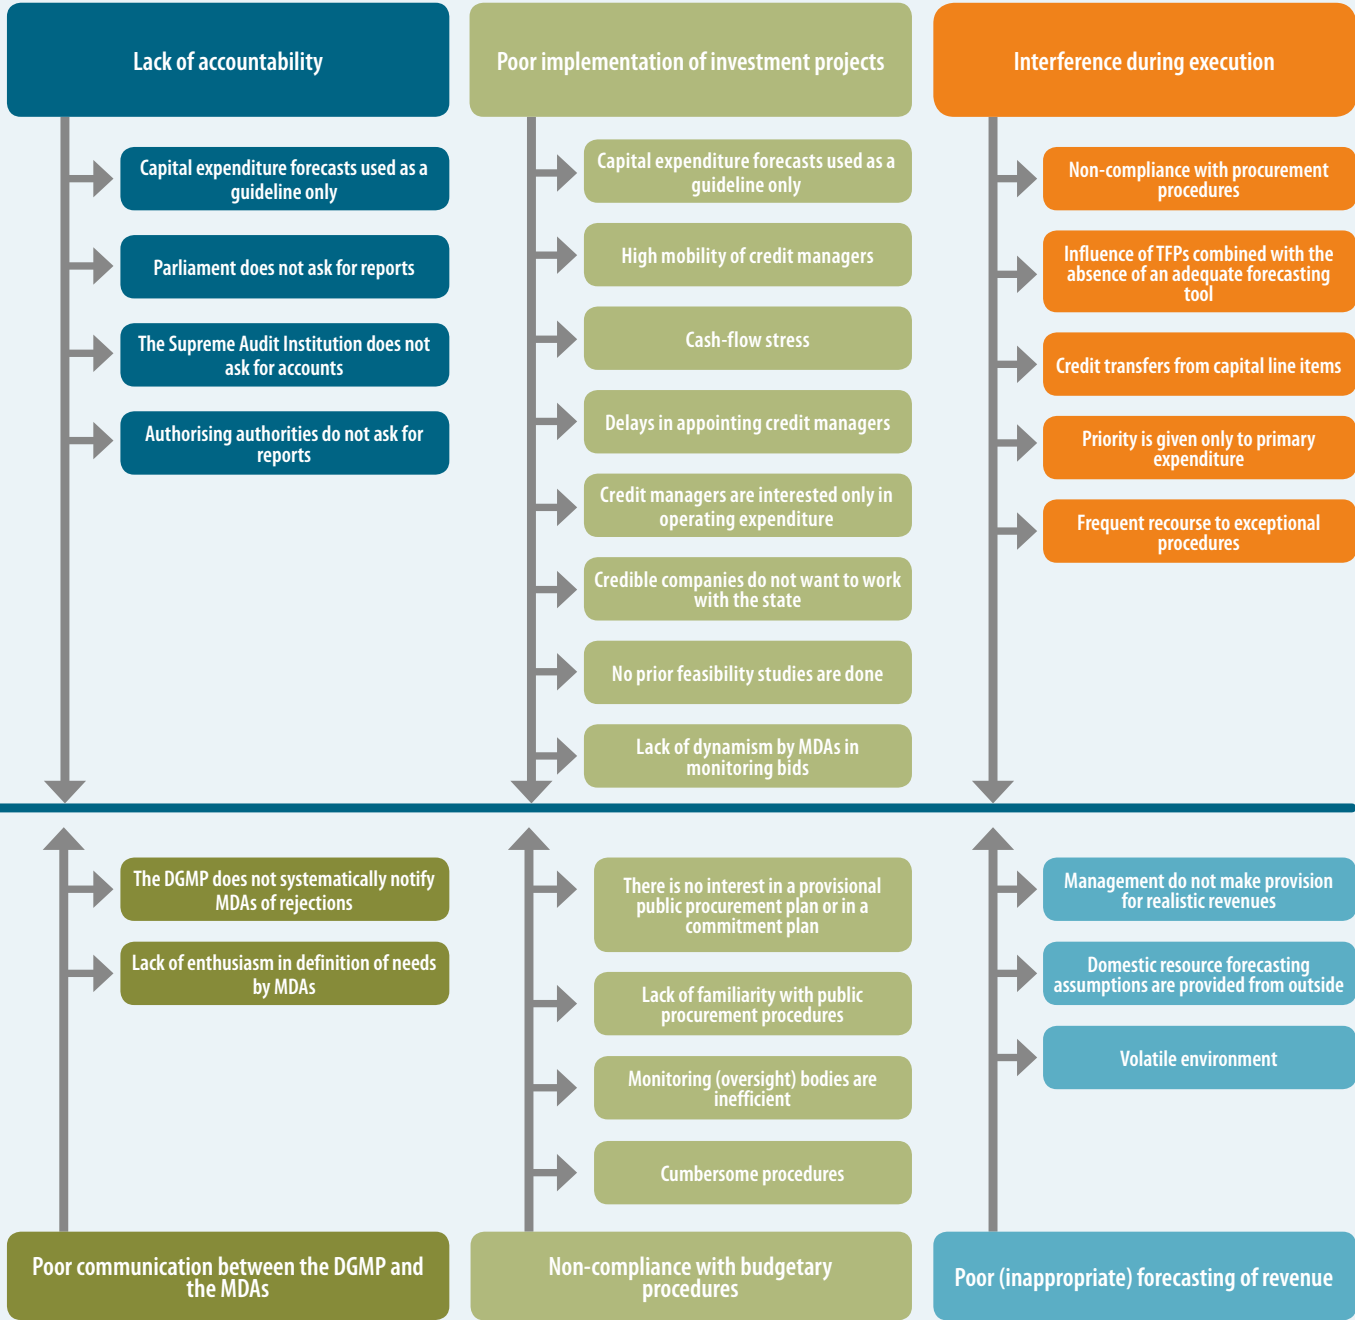 Lack of accountability
Capital expenditure forecasts used as a
guideline only
Parliament does not ask for reports
The Supreme Audit Institution does not
ask for accounts
Authorising authorities do not ask for
reports
Poor implementation of investment projects
Capital expenditure forecasts used as a
guideline only
High mobility of credit managers
Cash-flow stress
Delays in appointing credit managers
Credit managers are interested only in
operating expenditure
Credible companies do not want to work
with the state
No prior feasibility studies are done
Lack of dynamism by MDAs in
monitoring bids
Interference during execution
Non-compliance with procurement
procedures
Influence of TFPs combined with the
absence of an adequate forecasting
tool
Credit transfers from capital line items
Priority is given only to primary
expenditure
Frequent recourse to exceptional
procedures
The DGMP does not systematically notify
MDAs of rejections
Lack of enthusiasm in definition of needs
by MDAs
Poor communication between the DGMP and
the MDAs
There is no interest in a provisional
public procurement plan or in a
commitment plan
Lack of familiarity with public
procurement procedures
Monitoring (oversight) bodies are
inefficient
Cumbersome procedures
Non-compliance with budgetary
procedures
Management do not make provision
for realistic revenues
Domestic resource forecasting
assumptions are provided from outside
Volatile environment
Poor (inappropriate) forecasting of revenue